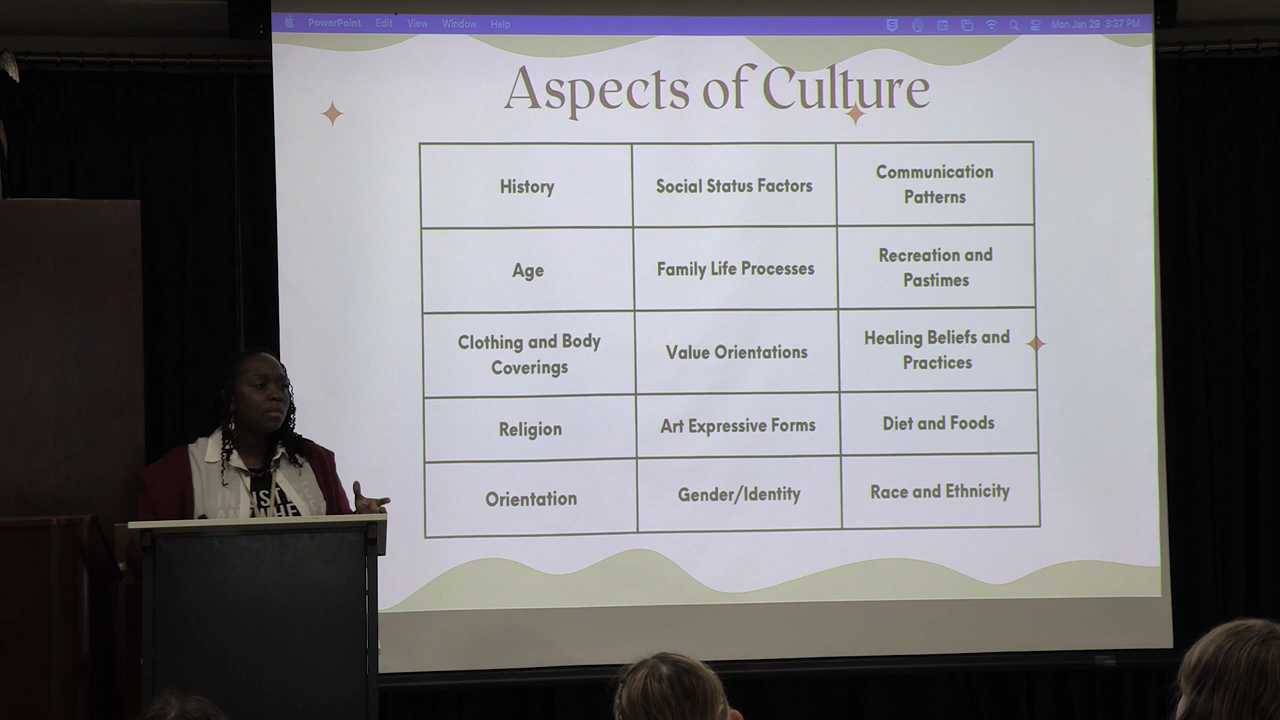 PowerPoint Edit View Window Help Mon Jan 29 3:37 PM
Aspects of Culture
History Social Status Factors Communication
Patterns
Age Family Life Processes Recreation and
Pastimes
Clothing and Body
Coverings Value Orientations Healing Beliefs and
Practices
Religion Art Expressive Forms Diet and Foods
Orientation Gender/Identity Race and Ethnicity